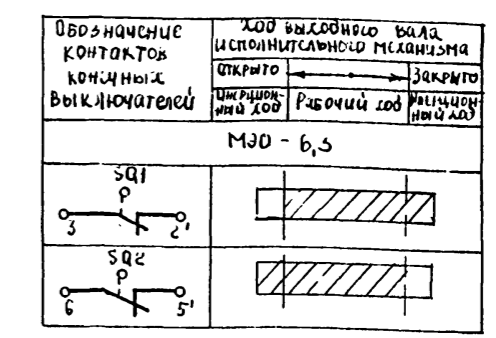 Обозначение
контактов
конечных
выключателей
Ход выходного вала
исполнительного механизма
Открыто
Закрыто
Инерцион-
ный ход
Рабочий ход
Инерцион-
ный ход
МЭО - 6,3
SQ1
3
2'
SQ2
6
5'